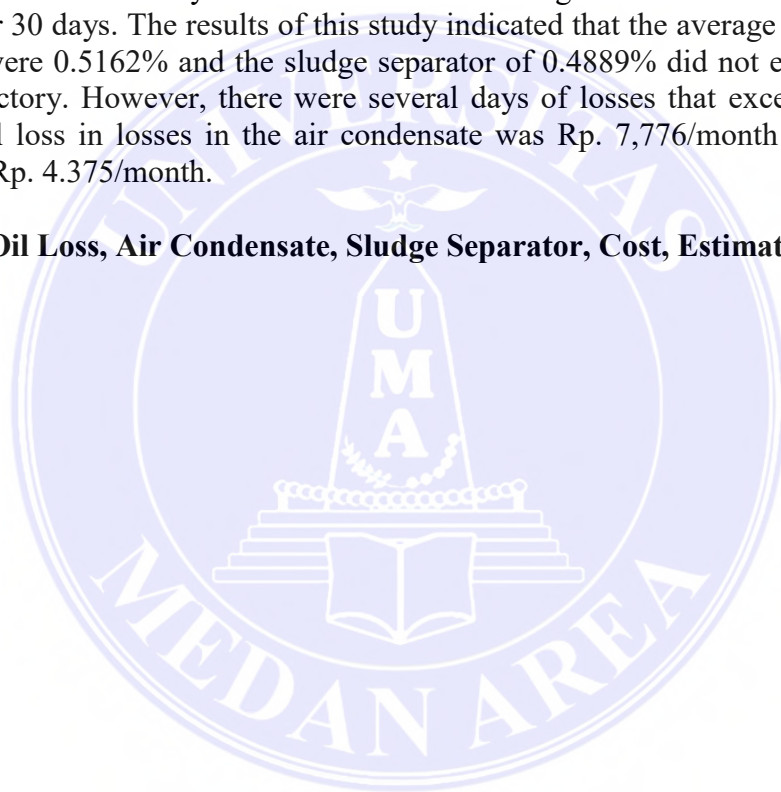 r 30 days. The results of this study indicated that the average
were 0.5162% and the sludge separator of 0.4889% did not e
ctory. However, there were several days of losses that exce
l loss in losses in the air condensate was Rp. 7,776/month
Rp. 4.375/month.
Oil Loss, Air Condensate, Sludge Separator, Cost, Estimat
UNIVERSITAS
UMA
MEDAN AREA